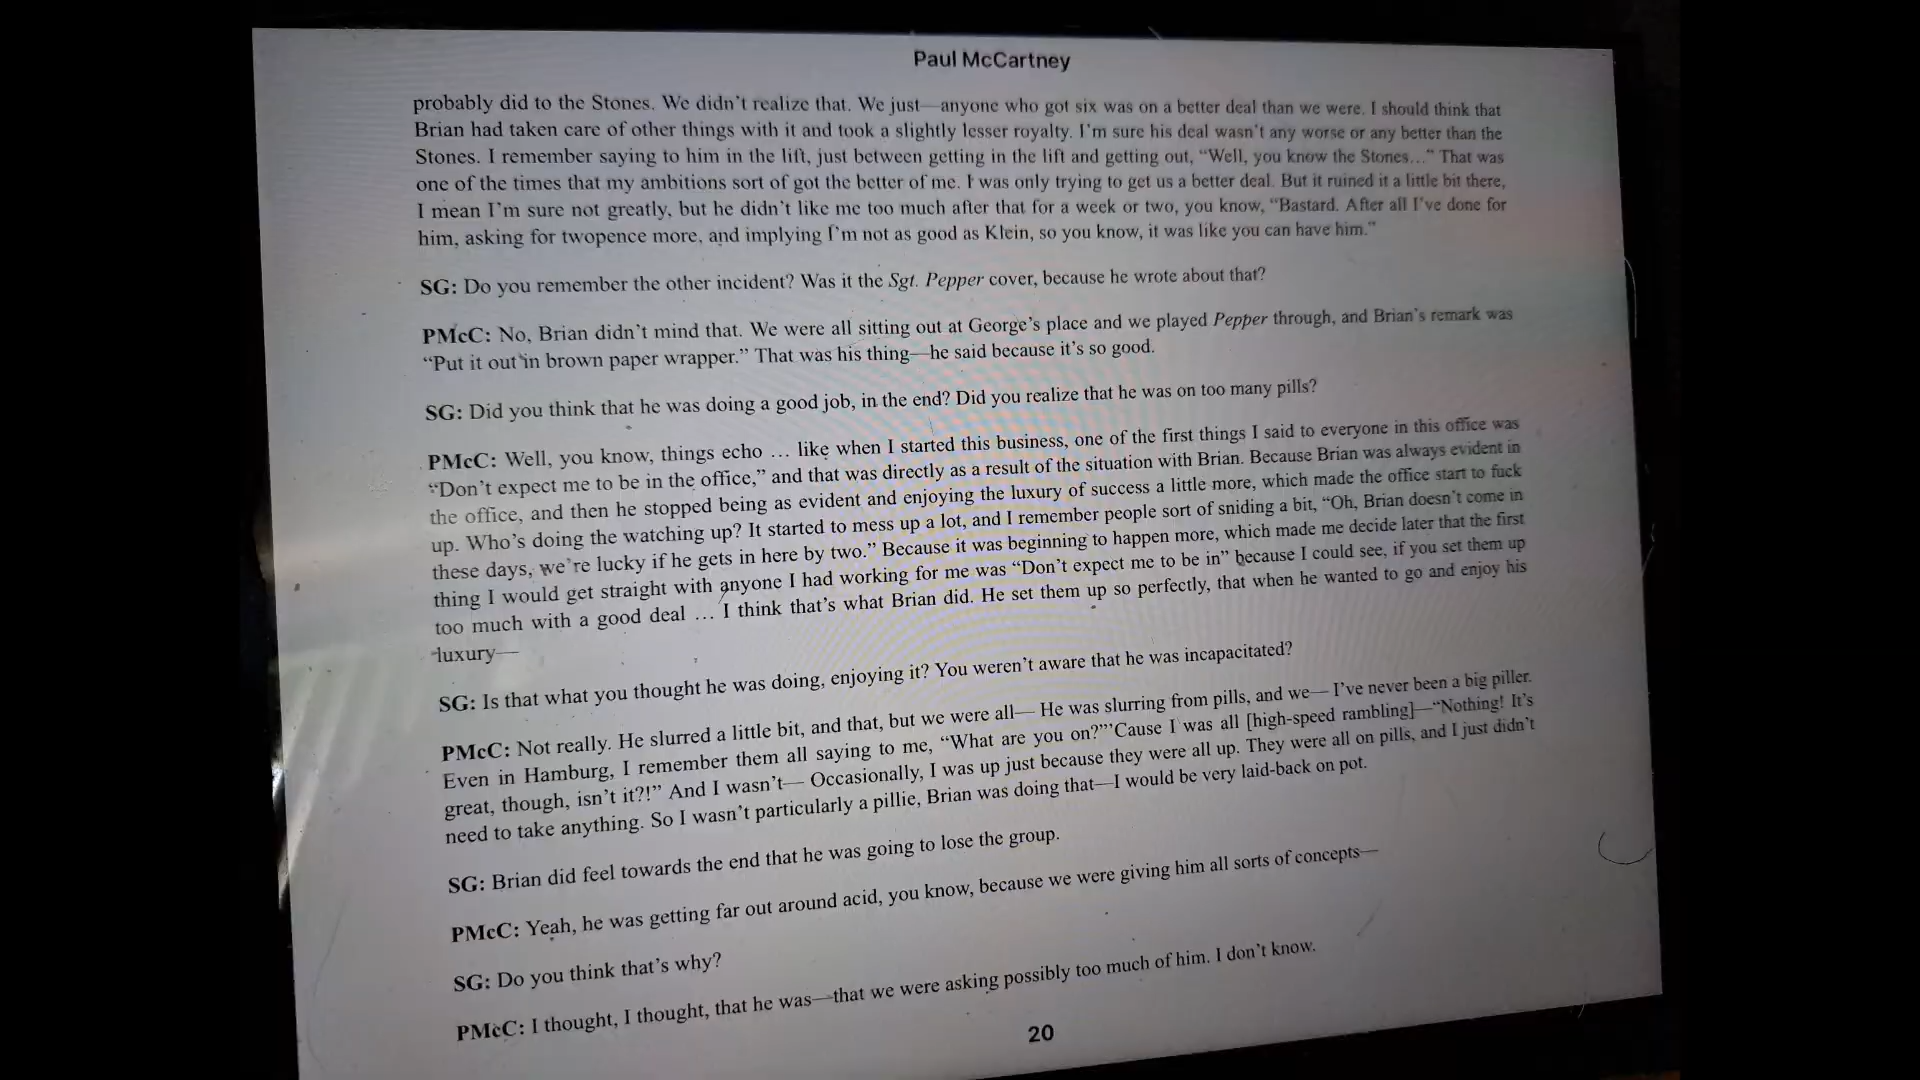 Paul McCartney
probably did to the Stones. We didn't realize that. We just—anyone who got six was on a better deal than we were. I should think that
Brian had taken care of other things with it and took a slightly lesser royalty. I'm sure his deal wasn't any worse or any better than the
Stones. I remember saying to him in the lift, just between getting in the lift and getting out, “Well, you know the Stones...” That was
one of the times that my ambitions sort of got the better of me. I was only trying to get us a better deal. But it ruined it a little bit there,
I mean I'm sure not greatly, but he didn't like me too much after that for a week or two, you know, “Bastard. After all I've done for
him, asking for twopence more, and implying I'm not as good as Klein, so you know, it was like you can have him.”
SG: Do you remember the other incident? Was it the Sgt. Pepper cover, because he wrote about that?
PMcC: No, Brian didn't mind that. We were all sitting out at George's place and we played Pepper through, and Brian's remark was
“Put it out in brown paper wrapper.” That was his thing—he said because it's so good.
SG: Did you think that he was doing a good job, in the end? Did you realize that he was on too many pills?
PMcC: Well, you know, things echo ... like when I started this business, one of the first things I said to everyone in this office was
“Don't expect me to be in the office,” and that was directly as a result of the situation with Brian. Because Brian was always evident in
the office, and then he stopped being as evident and enjoying the luxury of success a little more, which made the office start to fuck
up. Who's doing the watching up? It started to mess up a lot, and I remember people sort of sniding a bit, “Oh, Brian doesn't come in
these days, we're lucky if he gets in here by two.” Because it was beginning to happen more, which made me decide later that the first
thing I would get straight with anyone I had working for me was “Don't expect me to be in” because I could see, if you set them up
too much with a good deal ... I think that's what Brian did. He set them up so perfectly, that when he wanted to go and enjoy his
luxury—
SG: Is that what you thought he was doing, enjoying it? You weren't aware that he was incapacitated?
PMcC: Not really. He slurred a little bit, and that, but we were all— He was slurring from pills, and we— I've never been a big piller.
Even in Hamburg, I remember them all saying to me, “What are you on?”'Cause I was all [high-speed rambling]—“Nothing! It's
great, though, isn't it?!” And I wasn't— Occasionally, I was up just because they were all up. They were all on pills, and I just didn't
need to take anything. So I wasn't particularly a pillie, Brian was doing that—I would be very laid-back on pot.
SG: Brian did feel towards the end that he was going to lose the group.
PMcC: Yeah, he was getting far out around acid, you know, because we were giving him all sorts of concepts—
SG: Do you think that's why?
PMcC: I thought, I thought, that he was—that we were asking possibly too much of him. I don't know.
20